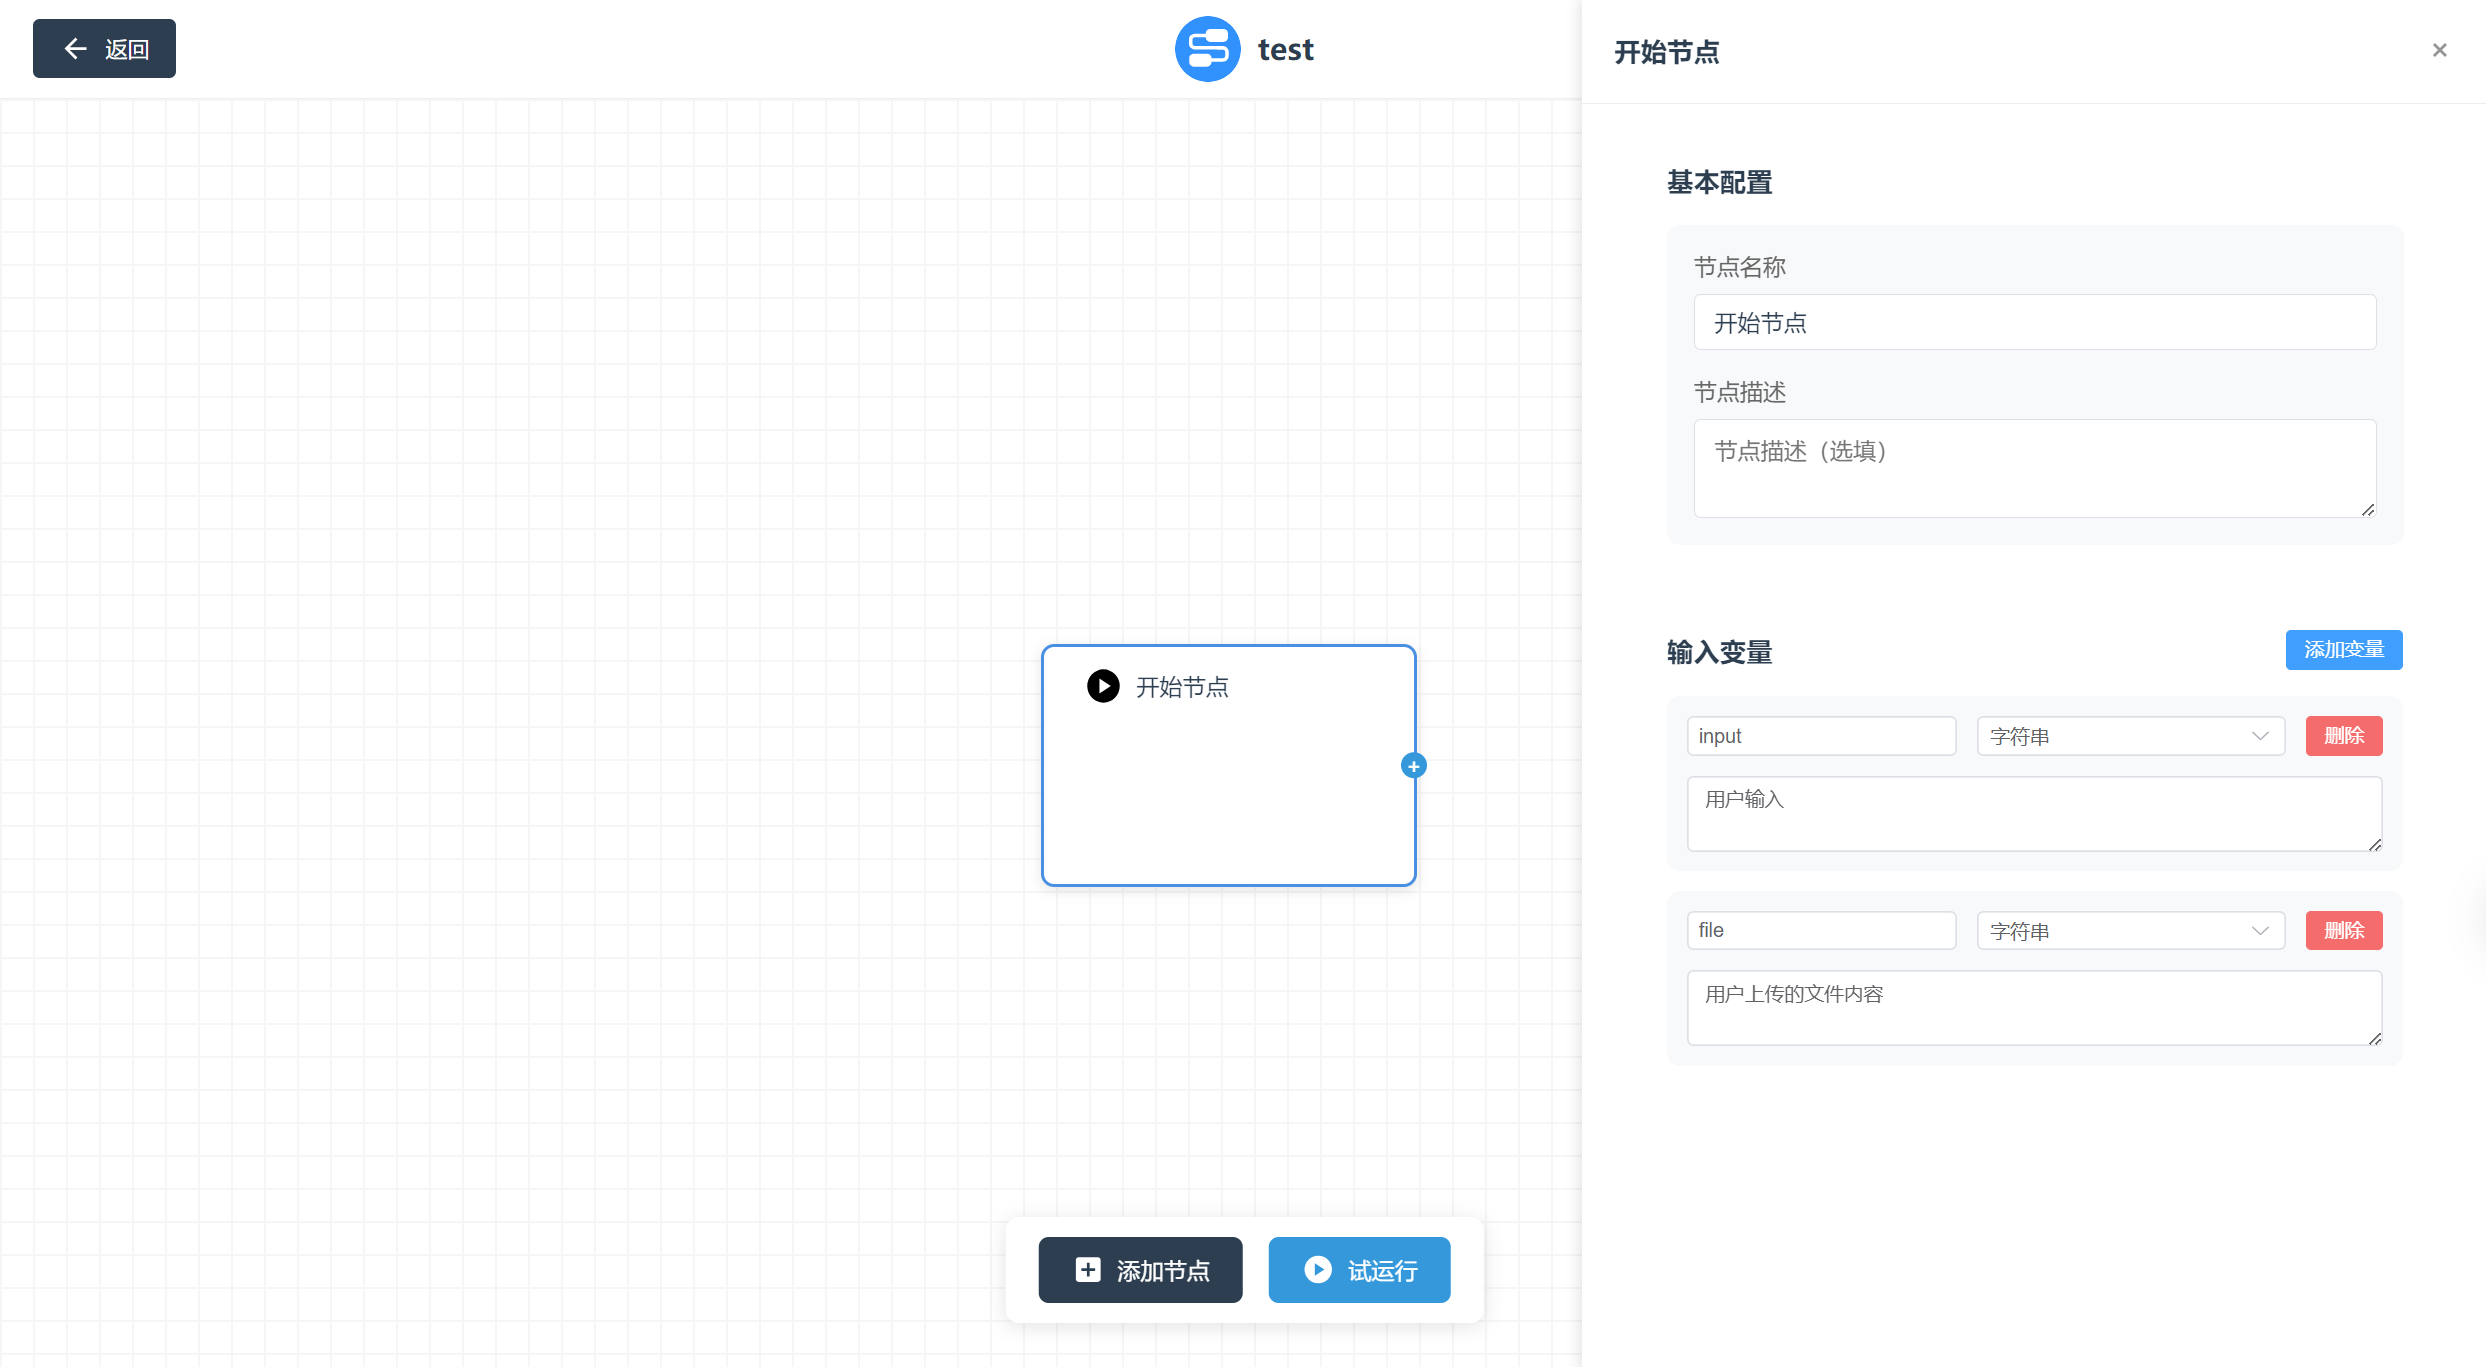 返回
test
开始节点
开始节点
添加节点
试运行
基本配置
节点名称
开始节点
节点描述
节点描述（选填）
输入变量
添加变量
input
字符串
删除
用户输入
file
字符串
删除
用户上传的文件内容